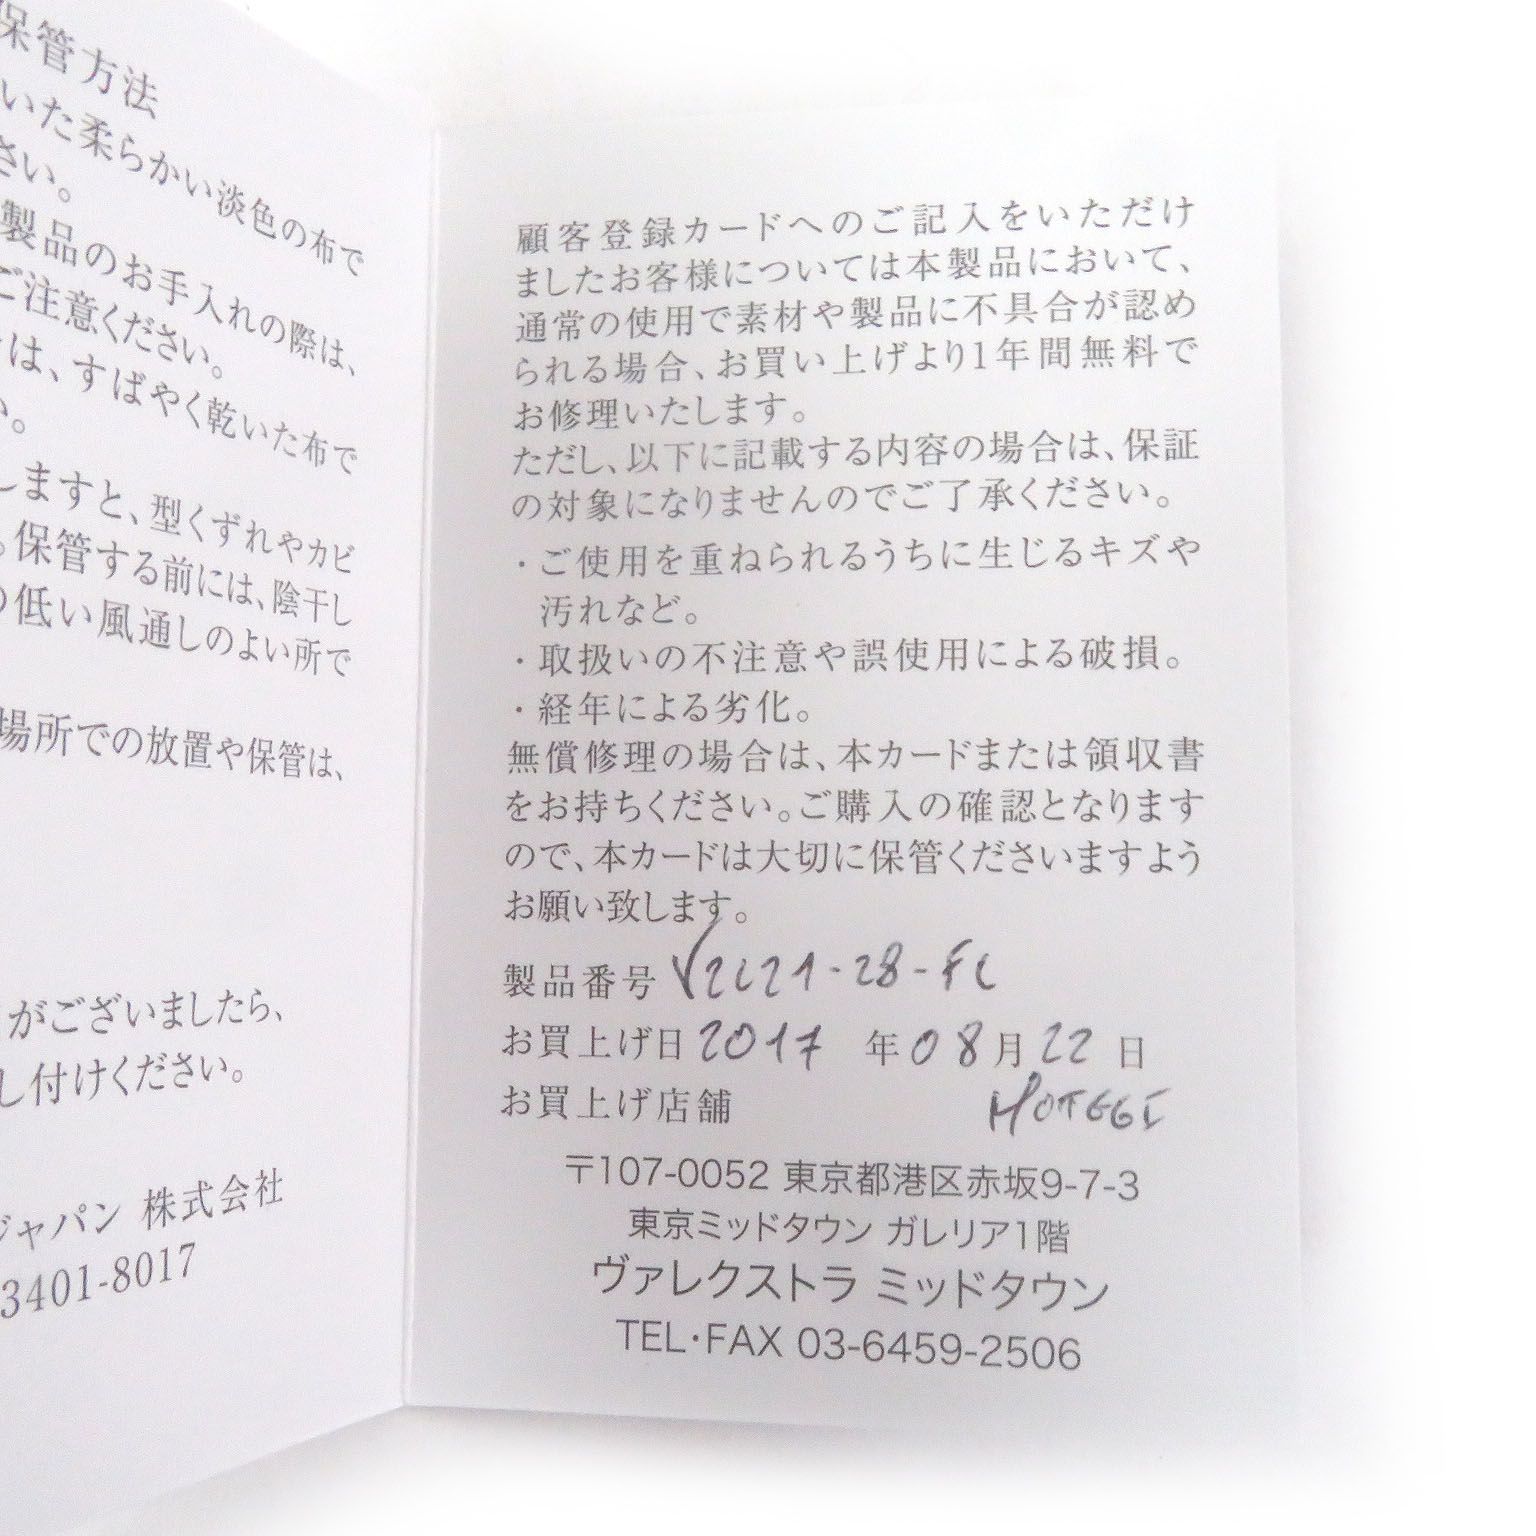 保管方法
いた柔らかい淡色の布で
さい。
製品のお手入れの際は、
ご注意ください。
は、すばやく乾いた布で
い。
しますと、型くずれやカビ
。保管する前には、陰干し
の低い風通しのよい所で
場所での放置や保管は、
がございましたら、
し付けください。
ジャパン 株式会社
3401-8017
顧客登録カードへのご記入をいただけ
ましたお客様については本製品において、
通常の使用で素材や製品に不具合が認め
られる場合、お買い上げより1年間無料で
お修理いたします。
ただし、以下に記載する内容の場合は、保証
の対象になりませんのでご了承ください。
・ご使用を重ねられるうちに生じるキズや
汚れなど。
・取扱いの不注意や誤使用による破損。
・経年による劣化。
無償修理の場合は、本カードまたは領収書
をお持ちください。ご購入の確認となります
ので、本カードは大切に保管くださいますよう
お願い致します。
製品番号 V2L21-28-FC
お買上げ日 2017 年 08 月 22 日
お買上げ店舗
〒107-0052 東京都港区赤坂9-7-3
東京ミッドタウン ガレリア1階
ヴァレクストラ ミッドタウン
TEL・FAX 03-6459-2506